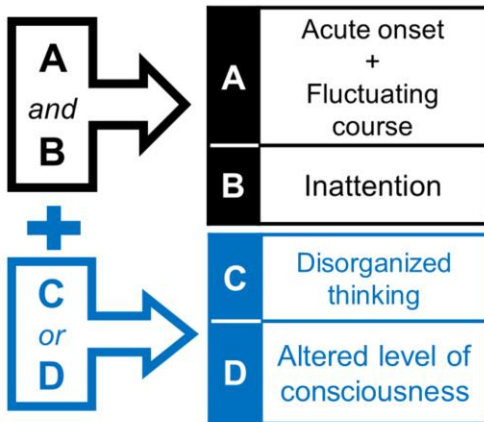 A
and
B
+
C
or
D
A
Acute onset
+
Fluctuating
course
B
Inattention
C
Disorganized
thinking
D
Altered level of
consciousness